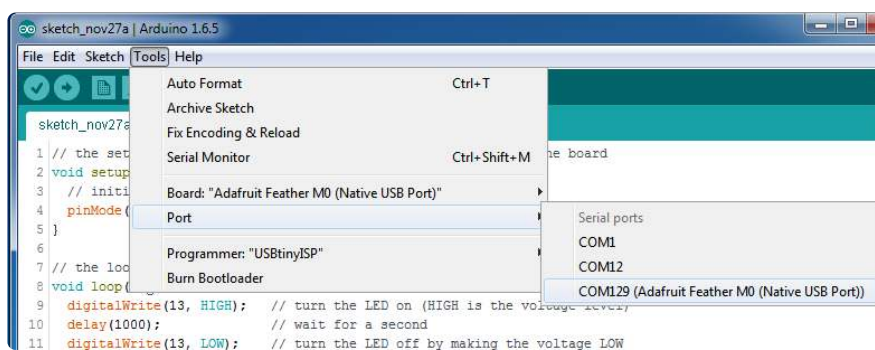 sketch_nov27a | Arduino 1.6.5
File Edit Sketch Tools Help
Auto Format Ctrl+T
Archive Sketch
sketch_nov27a
Fix Encoding & Reload
1 // the set
Serial Monitor Ctrl+Shift+M
board
2 void setup
3 // initi
Board: "Adafruit Feather M0 (Native USB Port)"
4 pinMode(
Port
Serial ports
5 }
COM1
6
Programmer: "USBtinyISP"
7 // the loo
COM12
Burn Bootloader
8 void loop(
COM129 (Adafruit Feather M0 (Native USB Port))
9 digitalWrite(13, HIGH); // turn the LED on (HIGH is the voltage level)
10 delay(1000); // wait for a second
11 digitalWrite(13, LOW); // turn the LED off by making the voltage LOW